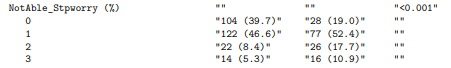 NotAble_Stpworry (%) "" "" "<0.001"
0 "104 (39.7)" "28 (19.0)" ""
1 "122 (46.6)" "77 (52.4)" ""
2 "22 (8.4)" "26 (17.7)" ""
3 "14 (5.3)" "16 (10.9)" ""